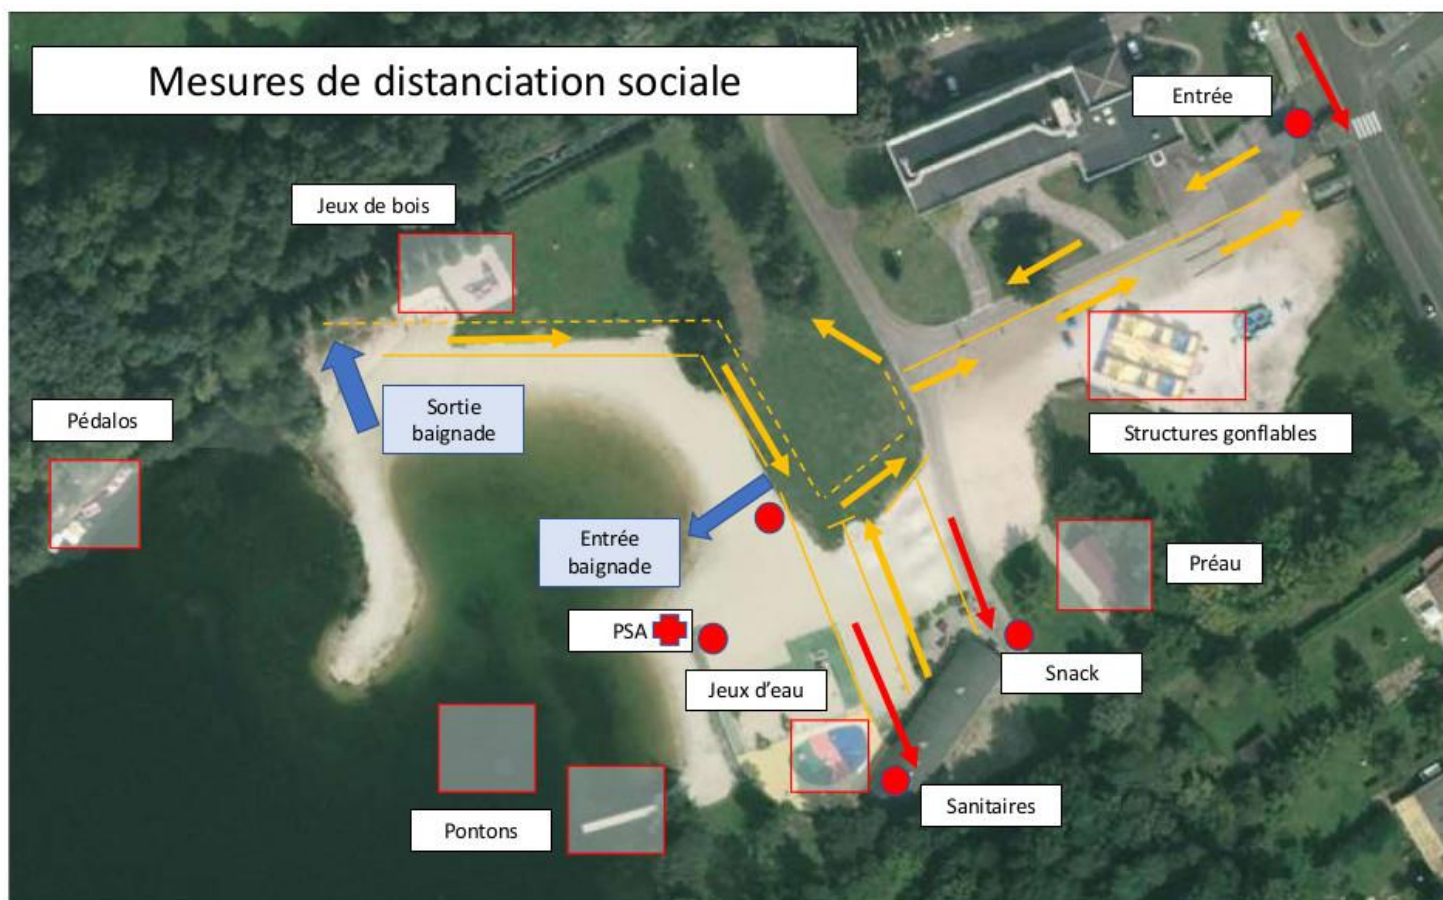 Mesures de distanciation sociale
Entrée
Jeux de bois
Pédalos
Sortie
baignade
Structures gonflables
Entrée
baignade
Préau
PSA
Snack
Jeux d'eau
Sanitaires
Pontons